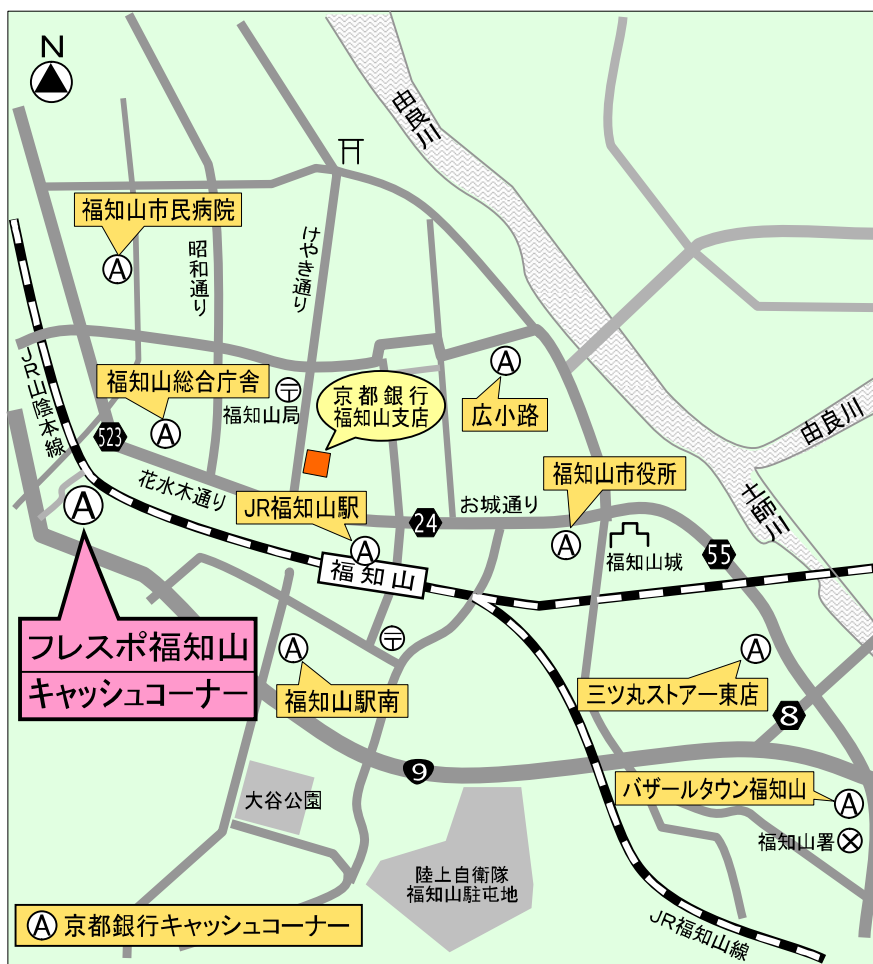 N
由良川
福知山市民病院
A
昭和通り
けやき通り
JR山陰本線
福知山総合庁舎
A
福知山局
京都銀行
福知山支店
A
広小路
由良川
土師川
523
花水木通り
A
JR福知山駅
A
24
お城通り
福知山市役所
A
福知山城
55
福知山
フレスポ福知山
キャッシュコーナー
A
福知山駅南
A
三ツ丸ストアー東店
8
9
バザールタウン福知山
A
福知山署
大谷公園
陸上自衛隊
福知山駐屯地
JR福知山線
A 京都銀行キャッシュコーナー